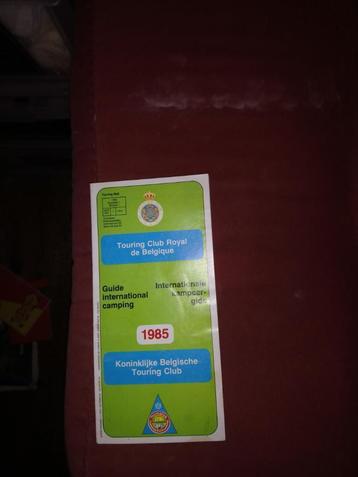 Touring Club Royal
de Belgique
Guide
international
camping
Internationale
kampeer-
gids
1985
Koninklijke Belgische
Touring Club